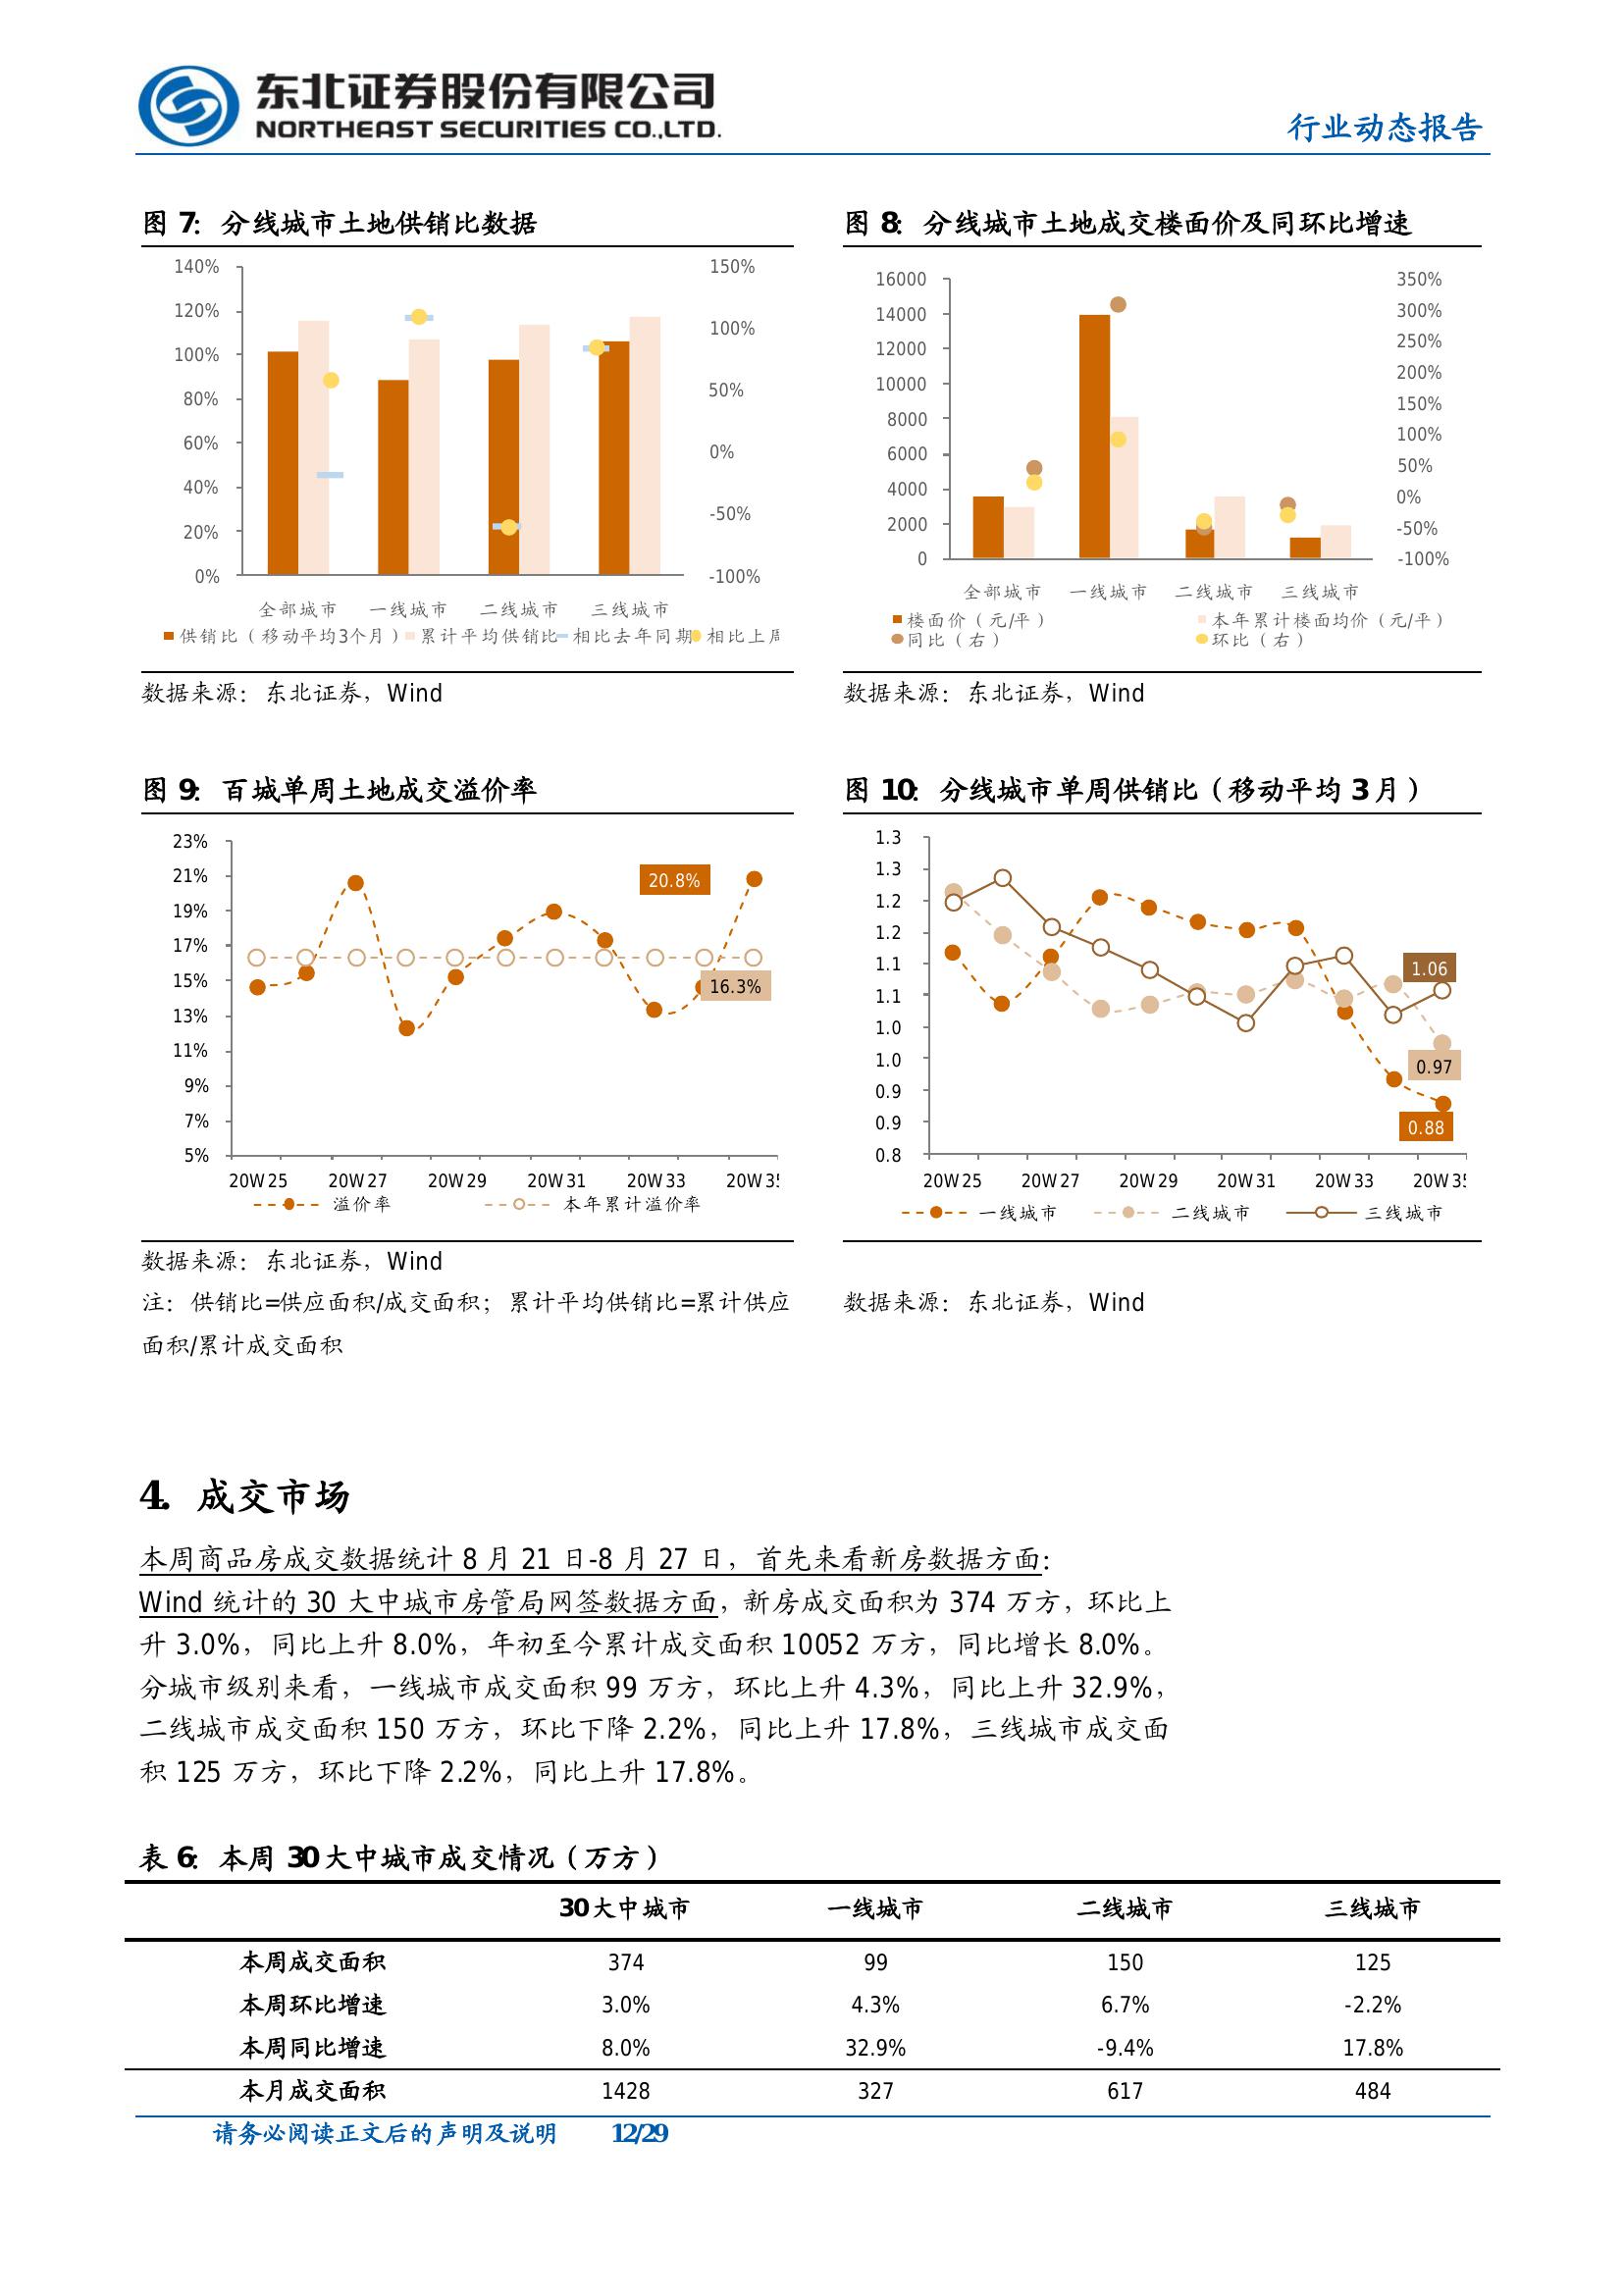 东北证券股份有限公司
NORTHEAST SECURITIES CO.,LTD.
行业动态报告
图 7: 分线城市土地供销比数据
140%
120%
100%
80%
60%
40%
20%
0%
150%
100%
50%
0%
-50%
-100%
全部城市 一线城市 二线城市 三线城市
供销比（移动平均3个月） 累计平均供销比 相比去年同期 相比上周
数据来源：东北证券，Wind
图 8: 分线城市土地成交楼面价及同环比增速
16000
14000
12000
10000
8000
6000
4000
2000
0
350%
300%
250%
200%
150%
100%
50%
0%
-50%
-100%
全部城市 一线城市 二线城市 三线城市
楼面价（元/平） 本年累计楼面均价（元/平）
同比（右） 环比（右）
数据来源：东北证券，Wind
图 9: 百城单周土地成交溢价率
23%
21%
19%
17%
15%
13%
11%
9%
7%
5%
20.8%
16.3%
20W25 20W27 20W29 20W31 20W33 20W35
溢价率 本年累计溢价率
数据来源：东北证券，Wind
注：供销比=供应面积/成交面积；累计平均供销比=累计供应
面积/累计成交面积
图 10: 分线城市单周供销比（移动平均 3 月）
1.3
1.3
1.2
1.2
1.1
1.1
1.0
1.0
0.9
0.9
0.8
1.06
0.97
0.88
20W25 20W27 20W29 20W31 20W33 20W35
一线城市 二线城市 三线城市
数据来源：东北证券，Wind
4. 成交市场
本周商品房成交数据统计 8 月 21 日-8 月 27 日，首先来看新房数据方面：
Wind 统计的 30 大中城市房管局网签数据方面，新房成交面积为 374 万方，环比上
升 3.0%，同比上升 8.0%，年初至今累计成交面积 10052 万方，同比增长 8.0%。
分城市级别来看，一线城市成交面积 99 万方，环比上升 4.3%，同比上升 32.9%，
二线城市成交面积 150 万方，环比下降 2.2%，同比上升 17.8%，三线城市成交面
积 125 万方，环比下降 2.2%，同比上升 17.8%。
表 6: 本周 30 大中城市成交情况（万方）
30 大中城市 一线城市 二线城市 三线城市
本周成交面积 374 99 150 125
本周环比增速 3.0% 4.3% 6.7% -2.2%
本周同比增速 8.0% 32.9% -9.4% 17.8%
本月成交面积 1428 327 617 484
请务必阅读正文后的声明及说明 12/29